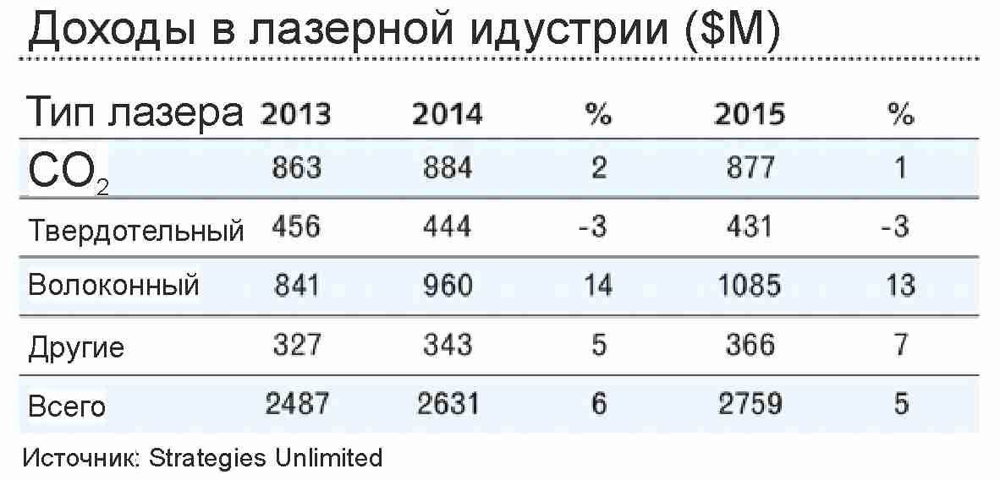 Доходы в лазерной идустрии ($M)
Тип лазера 2013 2014 % 2015 %
CO₂ 863 884 2 877 1
Твердотельный 456 444 -3 431 -3
Волоконный 841 960 14 1085 13
Другие 327 343 5 366 7
Всего 2487 2631 6 2759 5
Источник: Strategies Unlimited